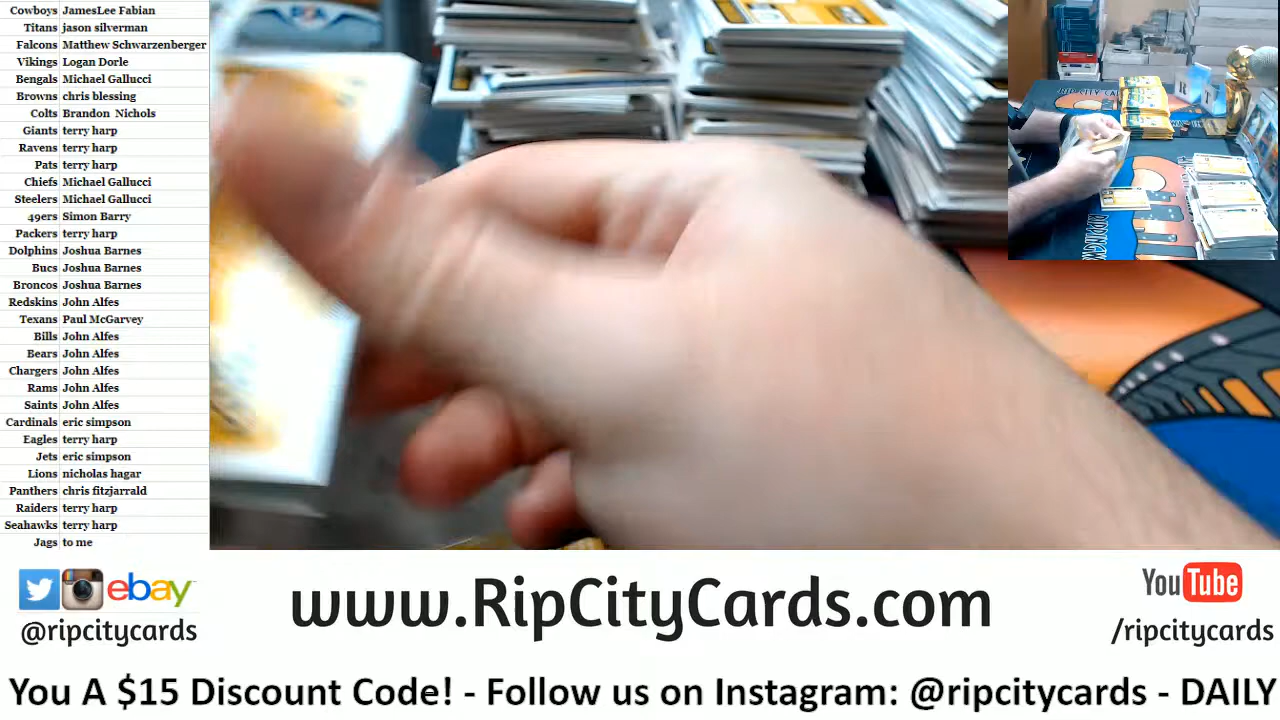 Cowboys JamesLee Fabian
Titans jason silverman
Falcons Matthew Schwarzenberger
Vikings Logan Dorle
Bengals Michael Gallucci
Browns chris blessing
Colts Brandon Nichols
Giants terry harp
Ravens terry harp
Pats terry harp
Chiefs Michael Gallucci
Steelers Michael Gallucci
49ers Simon Barry
Packers terry harp
Dolphins Joshua Barnes
Bucs Joshua Barnes
Broncos Joshua Barnes
Redskins John Alfes
Texans Paul McGarvey
Bills John Alfes
Bears John Alfes
Chargers John Alfes
Rams John Alfes
Saints John Alfes
Cardinals eric simpson
Eagles terry harp
Jets eric simpson
Lions nicholas hagar
Panthers chris fitzjarrald
Raiders terry harp
Seahawks terry harp
Jags to me
ebay
@ripcitycards
www.RipCityCards.com
YouTube
/ripcitycards
You A $15 Discount Code! - Follow us on Instagram: @ripcitycards - DAILY